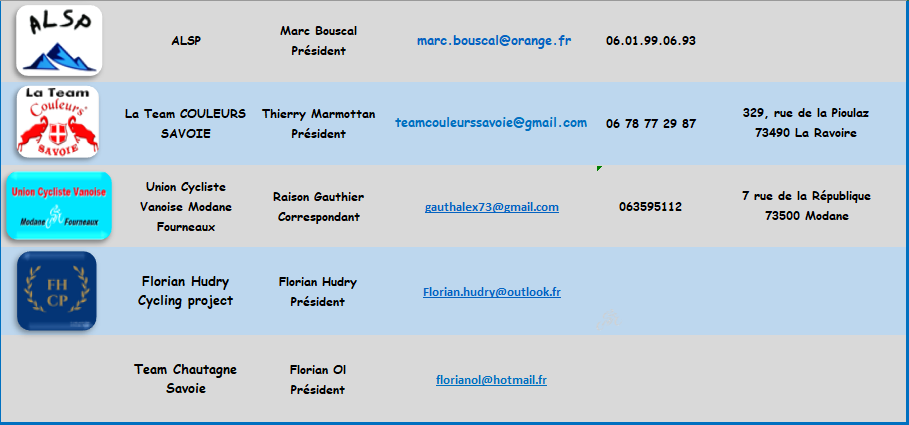 ALSP
ALSP
Marc Bouscal
Président
marc.bouscal@orange.fr
06.01.99.06.93
La Team
Couleurs
SAVOIE
La Team COULEURS
SAVOIE
Thierry Marmottan
Président
teamcouleurssavoie@gmail.com
06 78 77 29 87
329, rue de la Pioulaz
73490 La Ravoire
Union Cycliste Vanoise
Modane Fourneaux
Union Cycliste
Vanoise Modane
Fourneaux
Raison Gauthier
Correspondant
gauthalex73@gmail.com
063595112
7 rue de la République
73500 Modane
FH
CP
Florian Hudry
Cycling project
Florian Hudry
Président
Florian.hudry@outlook.fr
Team Chautagne
Savoie
Florian Ol
Président
florianol@hotmail.fr